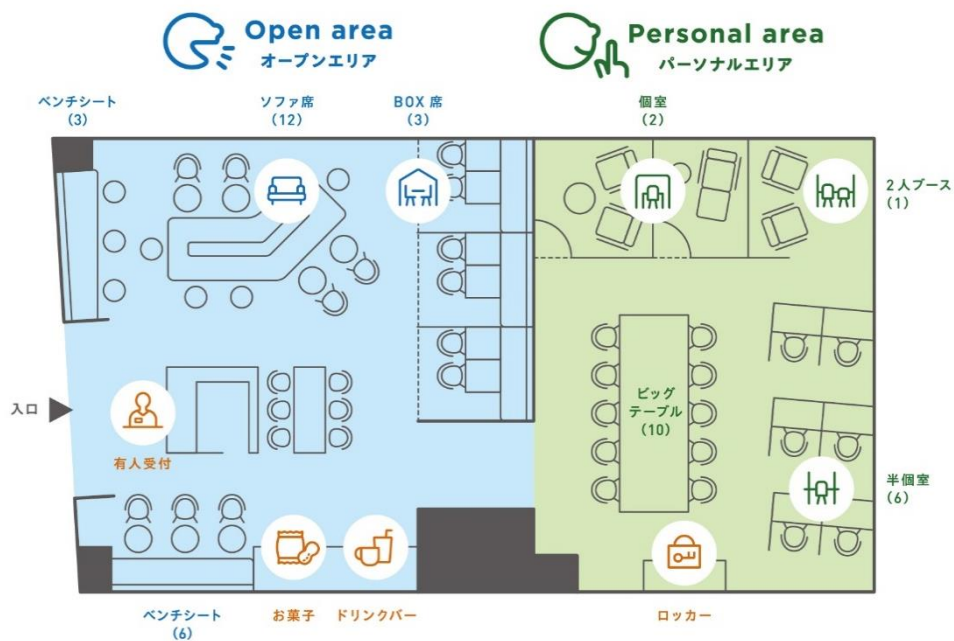 Open area
オープンエリア
Personal area
パーソナルエリア
ベンチシート
(3)
ソファ席
(12)
BOX 席
(3)
個室
(2)
2人ブース
(1)
入口
有人受付
ビッグ
テーブル
(10)
半個室
(6)
ベンチシート
(6)
お菓子
ドリンクバー
ロッカー